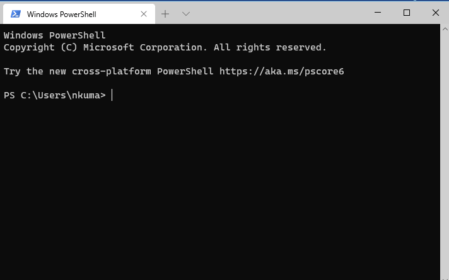 Windows PowerShell
Windows PowerShell
Copyright (C) Microsoft Corporation. All rights reserved.
Try the new cross-platform PowerShell https://aka.ms/pscore6
PS C:\Users\nkuma>